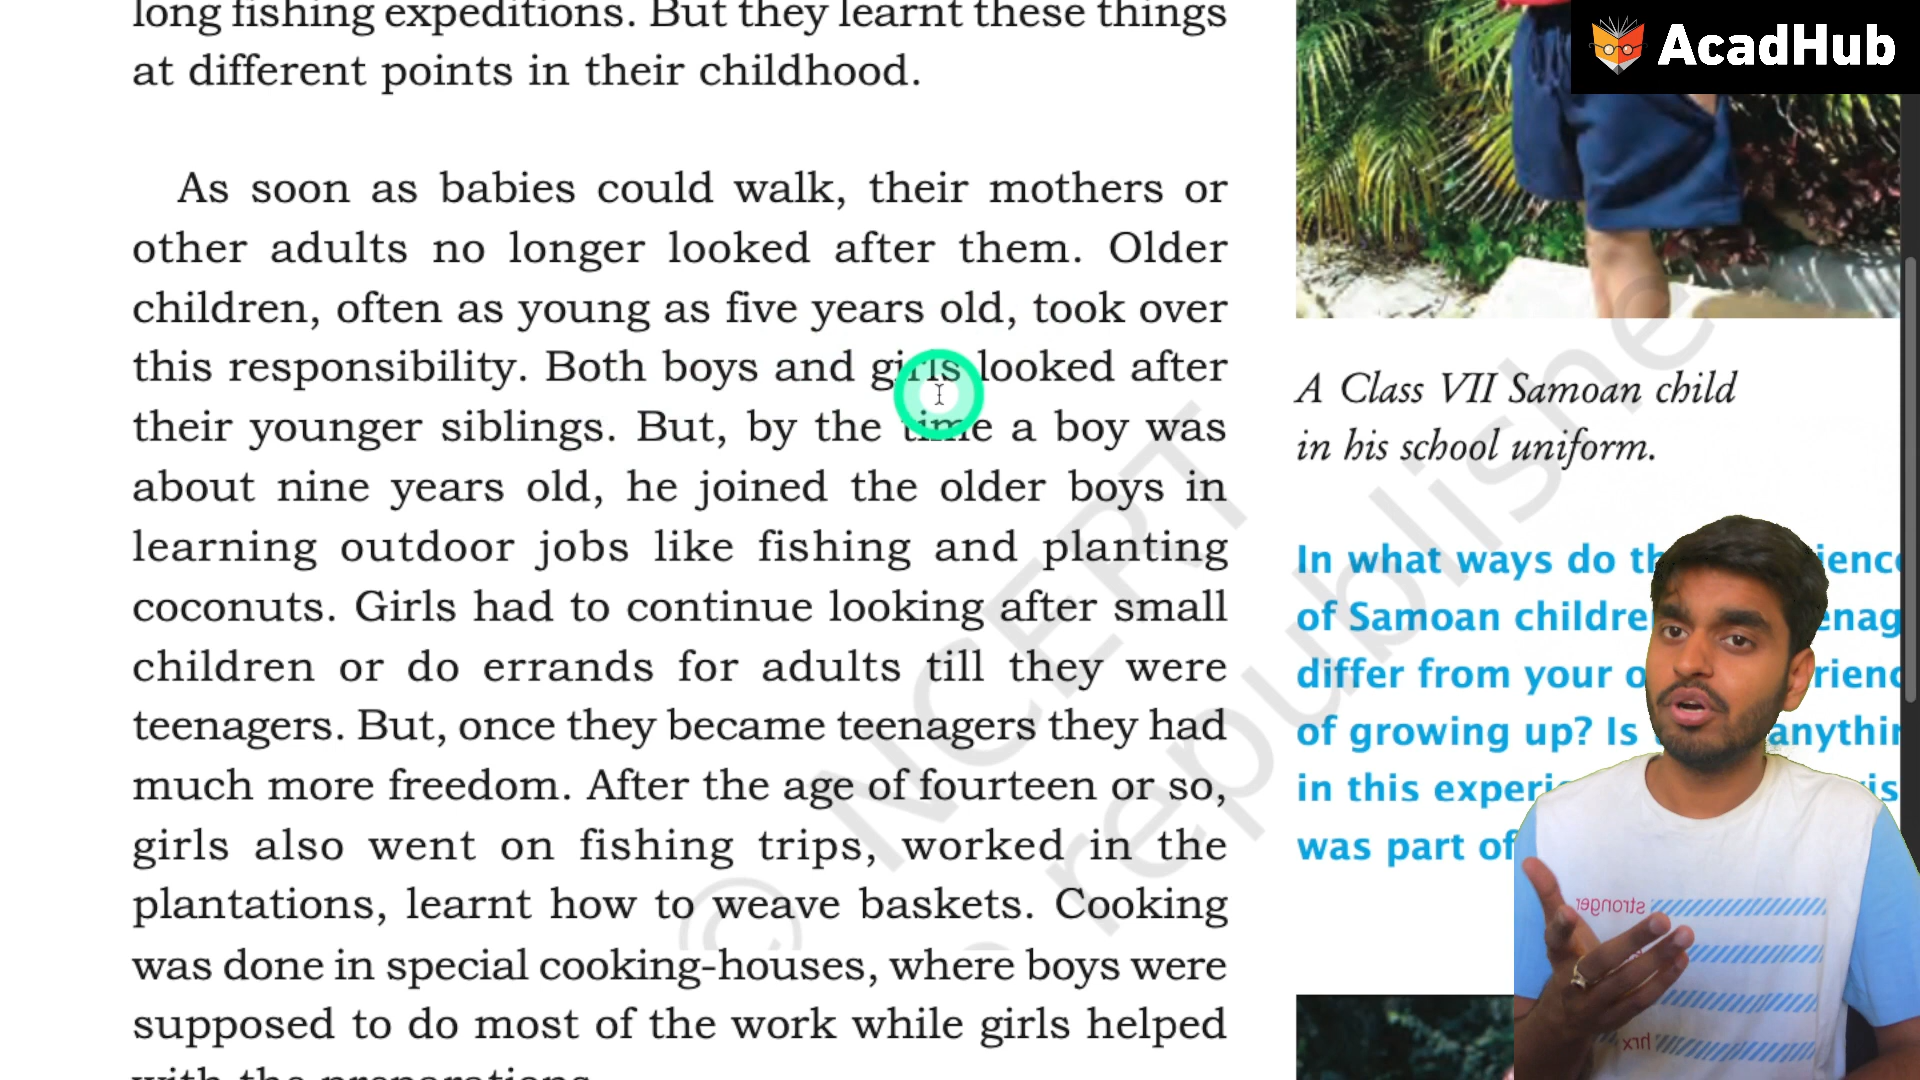 long fishing expeditions. But they learnt these things
at different points in their childhood.
As soon as babies could walk, their mothers or
other adults no longer looked after them. Older
children, often as young as five years old, took over
this responsibility. Both boys and girls looked after
their younger siblings. But, by the time a boy was
about nine years old, he joined the older boys in
learning outdoor jobs like fishing and planting
coconuts. Girls had to continue looking after small
children or do errands for adults till they were
teenagers. But, once they became teenagers they had
much more freedom. After the age of fourteen or so,
girls also went on fishing trips, worked in the
plantations, learnt how to weave baskets. Cooking
was done in special cooking-houses, where boys were
supposed to do most of the work while girls helped
with the preparations.
AcadHub
A Class VII Samoan child
in his school uniform.
In what ways do
of Samoan
differ from your
of growing up? Is
in this
was part of
© NCERT
republishe
stronger
hrx